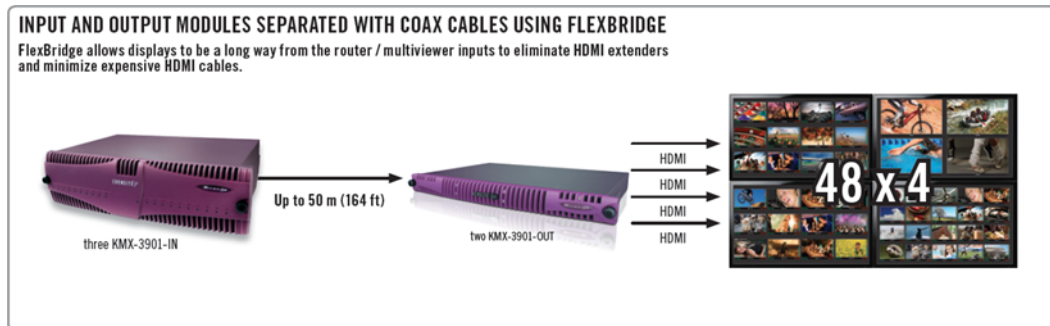 INPUT AND OUTPUT MODULES SEPARATED WITH COAX CABLES USING FLEXBRIDGE
FlexBridge allows displays to be a long way from the router / multiviewer inputs to eliminate HDMI extenders
and minimize expensive HDMI cables.
HDMI
HDMI
Up to 50 m (164 ft)
HDMI
HDMI
48 x 4
three KMX-3901-IN
two KMX-3901-OUT